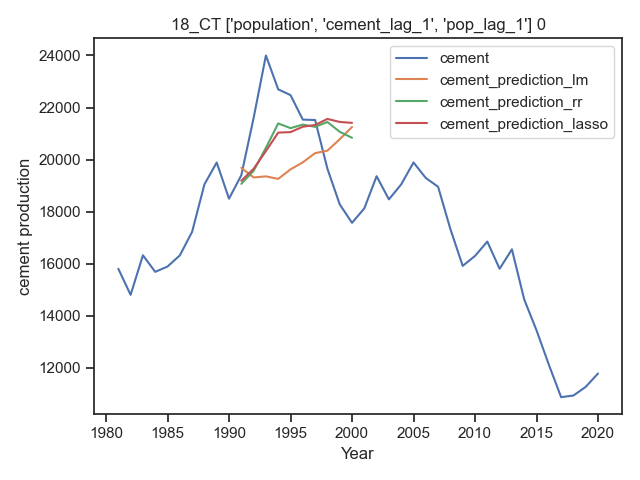 18_CT ['population', 'cement_lag_1', 'pop_lag_1'] 0
cement
cement_prediction_lm
cement_prediction_rr
cement_prediction_lasso
cement production
24000
22000
20000
18000
16000
14000
12000
1980
1985
1990
1995
2000
2005
2010
2015
2020
Year